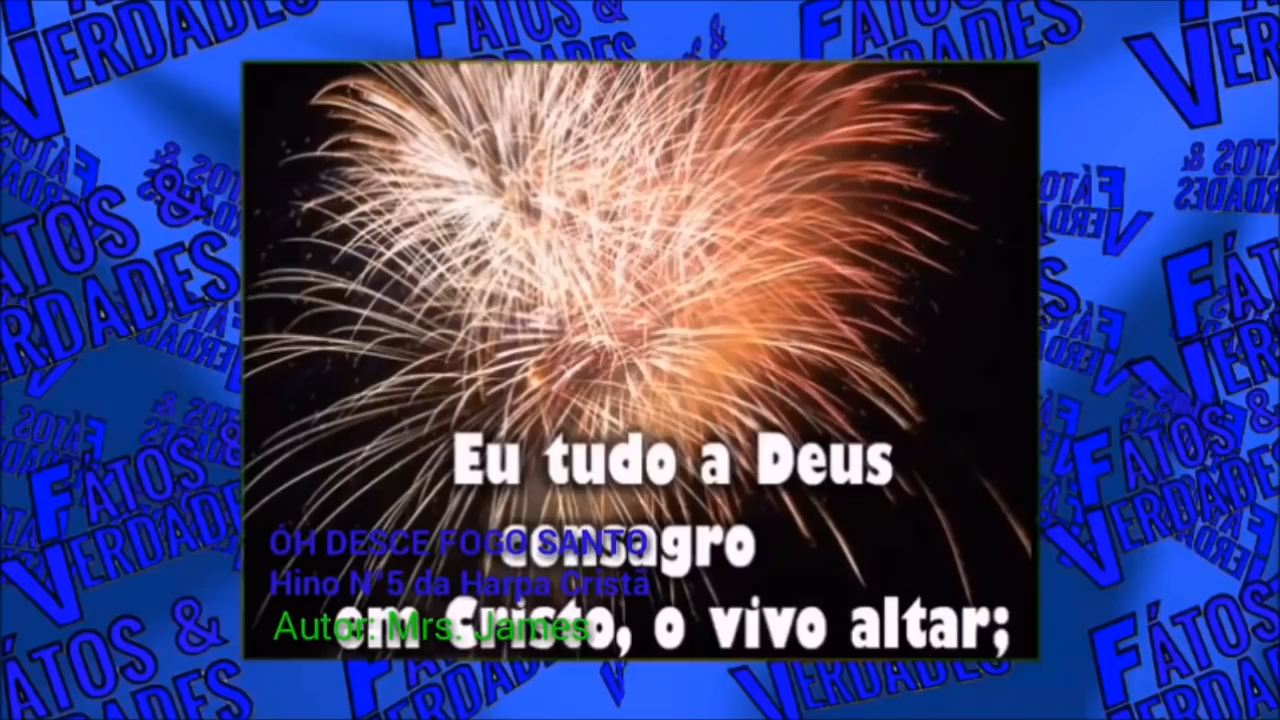 FÁTOS &
VERDADES
Eu tudo a Deus
consagro
em Cristo, o vivo altar;
ÓH DESCE FOGO SANTO
Hino N°5 da Harpa Cristã
Autor: Mrs. James